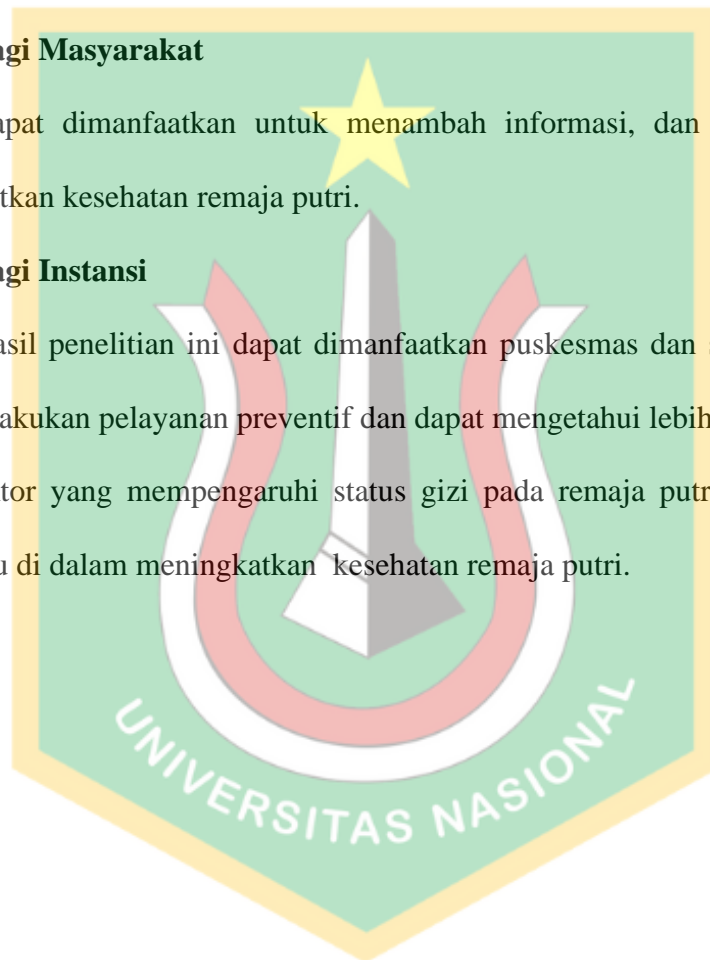 agi Masyarakat
apat dimanfaatkan untuk menambah informasi, dan
tkan kesehatan remaja putri.
agi Instansi
asil penelitian ini dapat dimanfaatkan puskesmas dan
akukan pelayanan preventif dan dapat mengetahui lebih
tor yang mempengaruhi status gizi pada remaja putr
u di dalam meningkatkan kesehatan remaja putri.
UNIVERSITAS NASIONAL